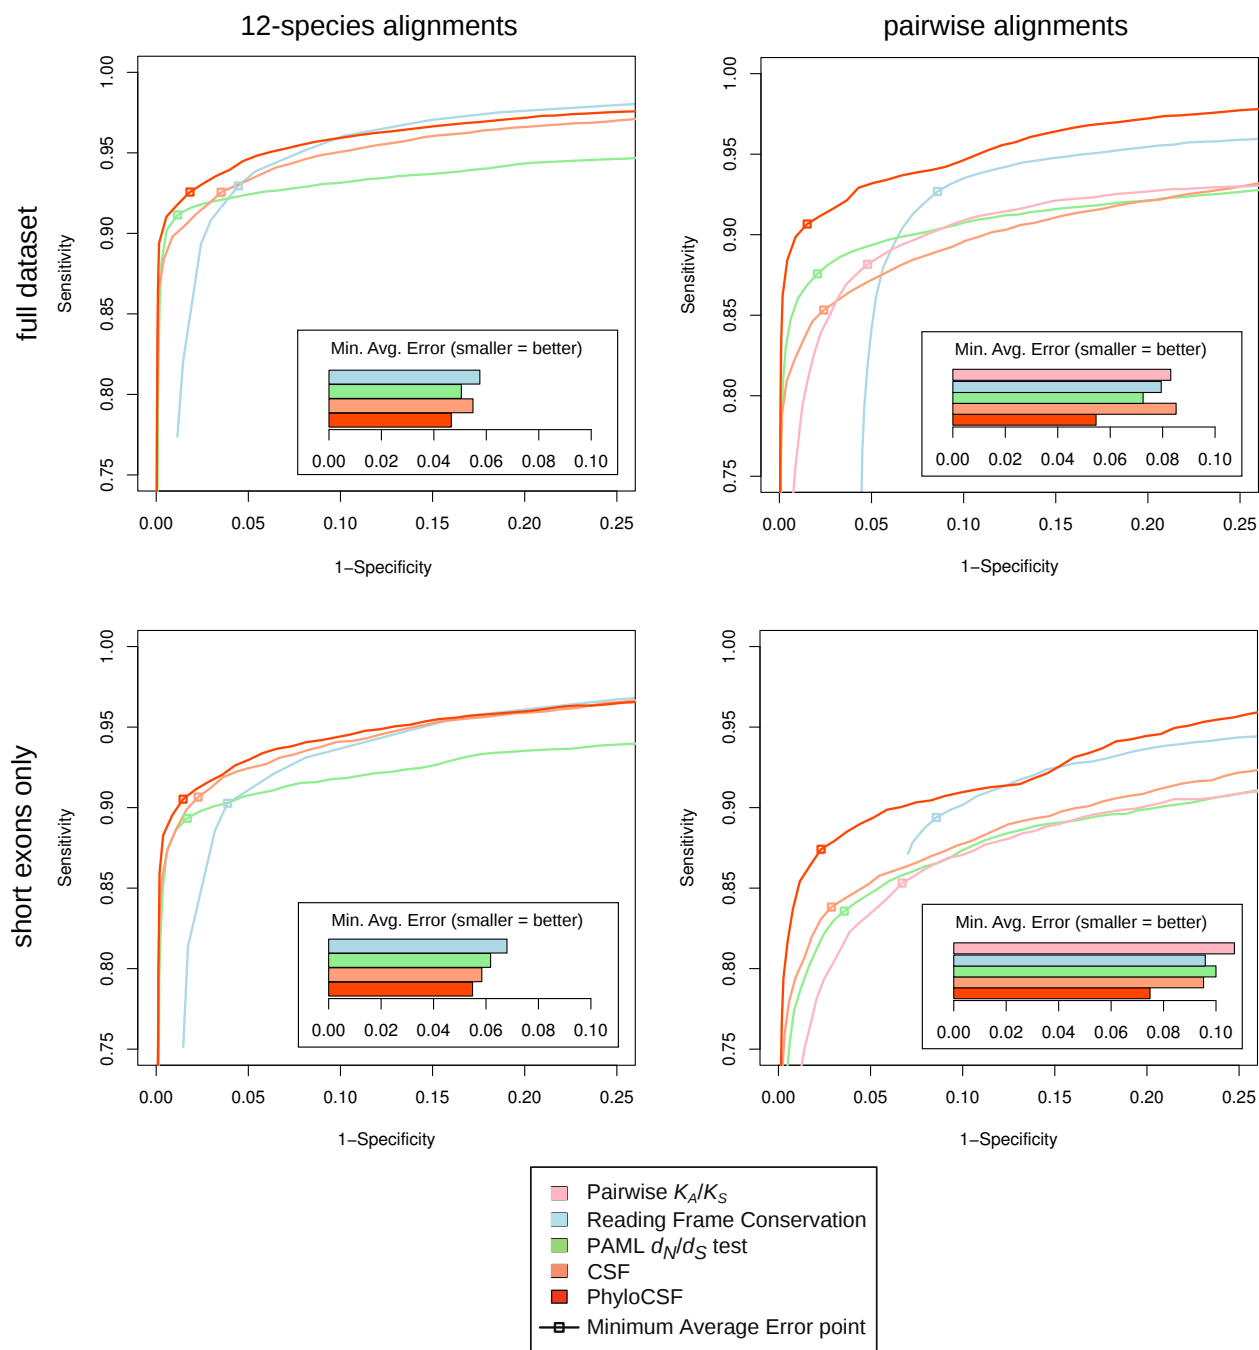 12-species alignments
pairwise alignments
full dataset
Sensitivity
0.75 0.80 0.85 0.90 0.95 1.00
Min. Avg. Error (smaller = better)
0.00 0.02 0.04 0.06 0.08 0.10
0.00 0.05 0.10 0.15 0.20 0.25
1−Specificity
Sensitivity
0.75 0.80 0.85 0.90 0.95 1.00
Min. Avg. Error (smaller = better)
0.00 0.02 0.04 0.06 0.08 0.10
0.00 0.05 0.10 0.15 0.20 0.25
1−Specificity
short exons only
Sensitivity
0.75 0.80 0.85 0.90 0.95 1.00
Min. Avg. Error (smaller = better)
0.00 0.02 0.04 0.06 0.08 0.10
0.00 0.05 0.10 0.15 0.20 0.25
1−Specificity
Sensitivity
0.75 0.80 0.85 0.90 0.95 1.00
Min. Avg. Error (smaller = better)
0.00 0.02 0.04 0.06 0.08 0.10
0.00 0.05 0.10 0.15 0.20 0.25
1−Specificity
Pairwise K_A/K_S
Reading Frame Conservation
PAML d_N/d_S test
CSF
PhyloCSF
Minimum Average Error point